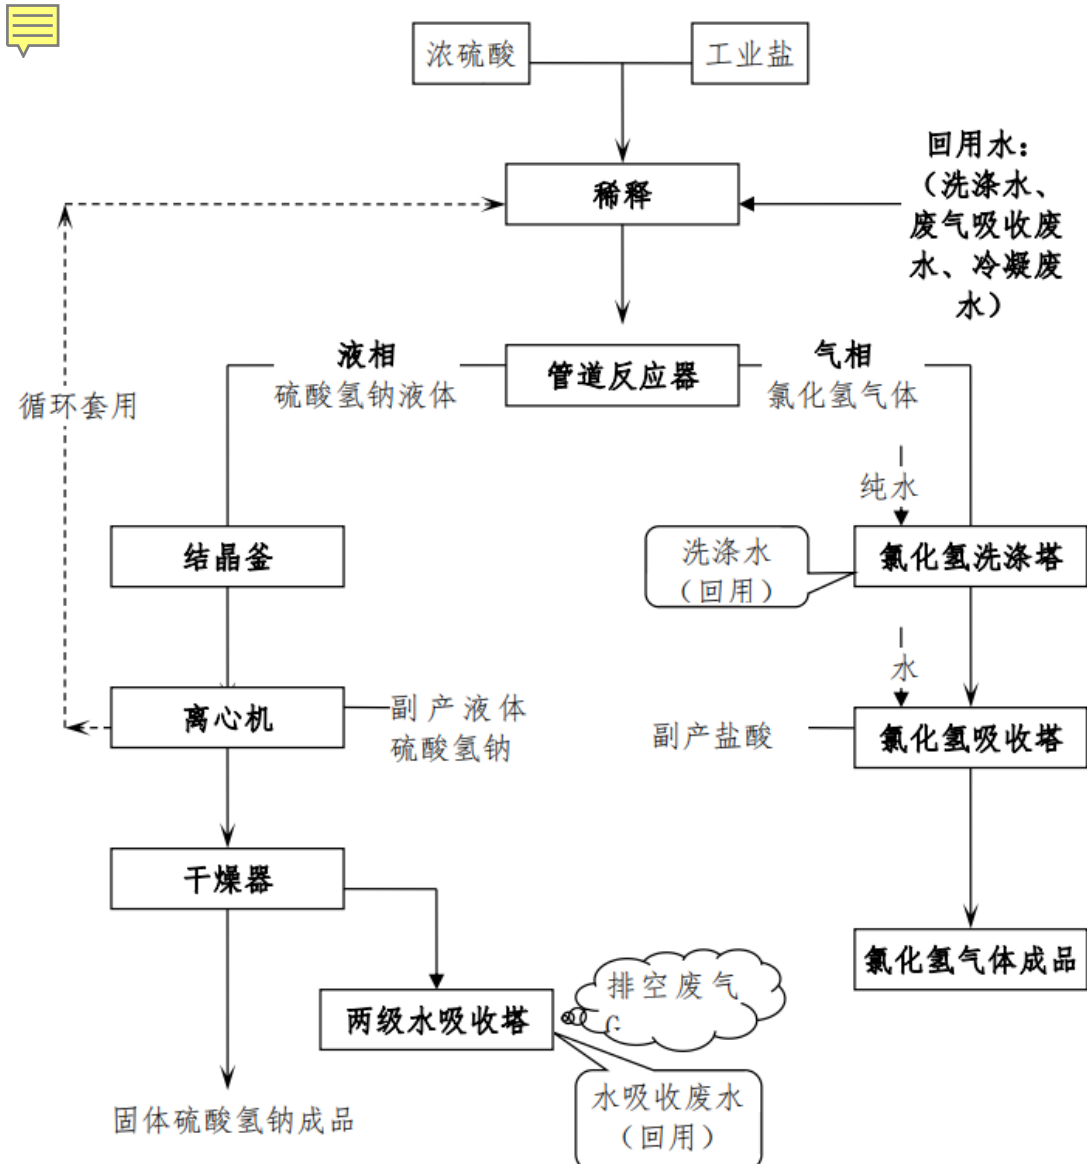 浓硫酸
工业盐
回用水：
（洗涤水、
废气吸收废
水、冷凝废
水）
稀释
液相
硫酸氢钠液体
管道反应器
气相
氯化氢气体
循环套用
纯水
结晶釜
洗涤水
（回用）
氯化氢洗涤塔
水
离心机
副产液体
硫酸氢钠
副产盐酸
氯化氢吸收塔
干燥器
氯化氢气体成品
排空废气
G
两级水吸收塔
水吸收废水
（回用）
固体硫酸氢钠成品